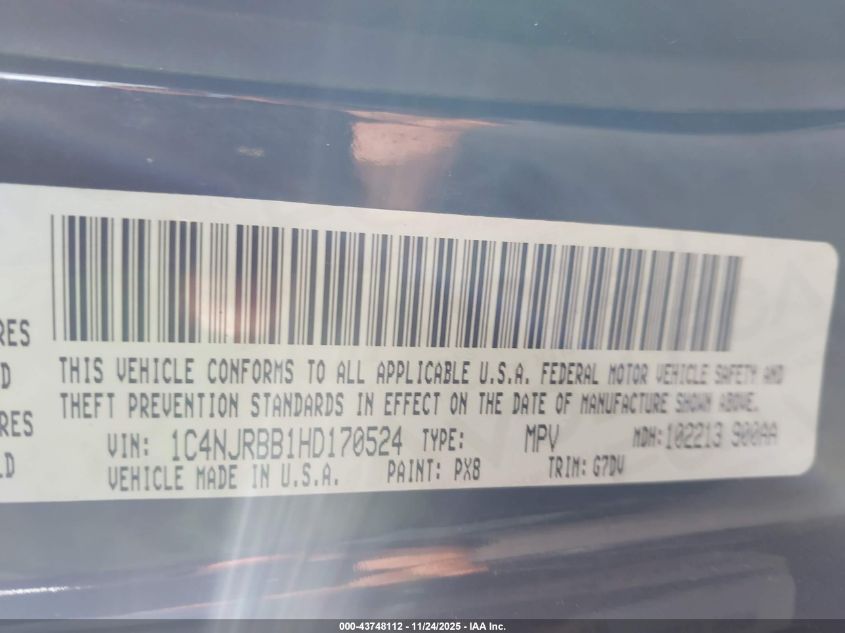 RES
D
RES
LD
THIS VEHICLE CONFORMS TO ALL APPLICABLE U.S.A. FEDERAL MOTOR VEHICLE SAFETY AND
THEFT PREVENTION STANDARDS IN EFFECT ON THE DATE OF MANUFACTURE SHOWN ABOVE.
VIN: 1C4NJRBB1HD170524 TYPE: MPV MDH: 102213 900AA
VEHICLE MADE IN U.S.A. PAINT: PX8 TRIM: G7DV
000-43748112 - 11/24/2025 - IAA Inc.